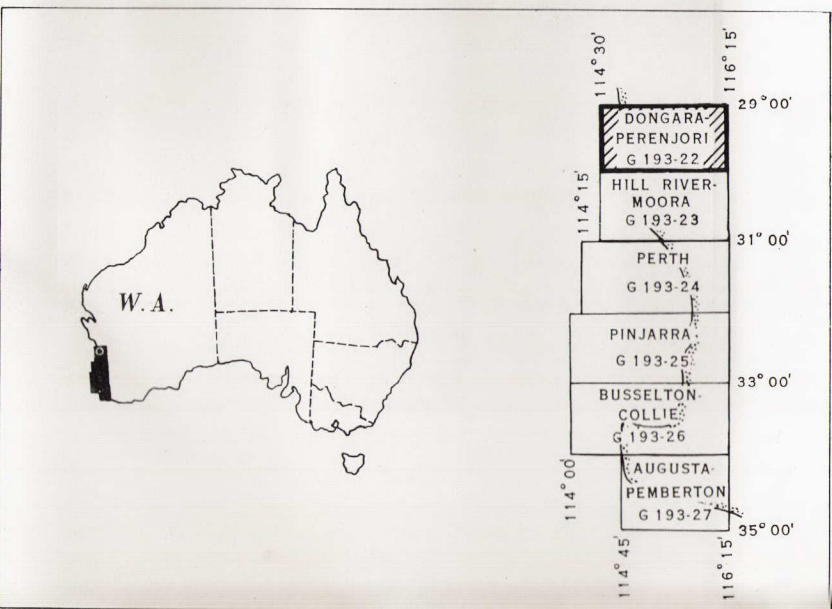 114°30'
116°15'
29°00'
DONGARA-
PERENJORI
G 193-22
114°15'
HILL RIVER-
MOORA
G 193-23
31°00'
PERTH
G 193-24
W.A.
PINJARRA
G 193-25
33°00'
BUSSELTON-
COLLIE
G 193-26
114°00'
AUGUSTA-
PEMBERTON
G 193-27
35°00'
114°45'
116°15'